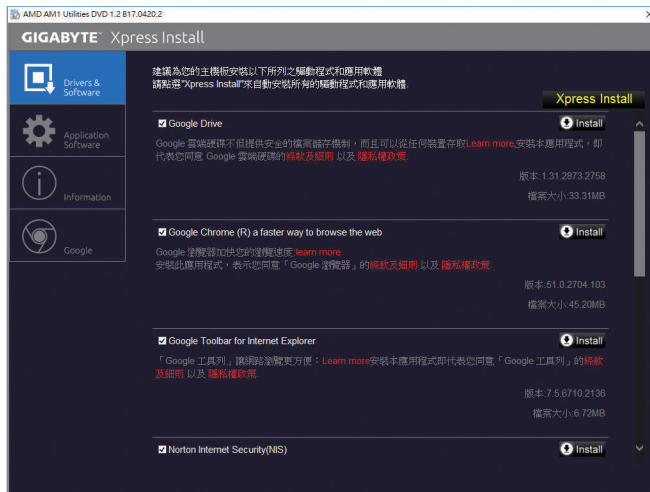 AMD AM1 Utilities DVD 1.2 B17.0420.2
GIGABYTE™ Xpress Install
Drivers &
Software
Application
Software
Information
Google
建議為您的主機板安裝以下所列之驅動程式和應用軟體
請點選"Xpress Install"來自動安裝所有的驅動程式和應用軟體.
Xpress Install
Google Drive
Install
Google 雲端硬碟不但提供安全的檔案儲存機制，而且可以從任何裝置存取Learn more,安裝本應用程式，即
代表您同意 Google 雲端硬碟的條款及細則 以及 隱私權政策.
版本:1.31.2873.2758
檔案大小:33.31MB
Google Chrome (R) a faster way to browse the web
Install
Google 瀏覽器加快您的瀏覽速度.learn more
安裝此應用程式，表示您同意「Google 瀏覽器」的條款及細則 以及 隱私權政策.
版本:51.0.2704.103
檔案大小:45.20MB
Google Toolbar for Internet Explorer
Install
「Google 工具列」讓網路瀏覽更方便：Learn more安裝本應用程式即代表您同意「Google 工具列」的條款
及細則 以及 隱私權政策.
版本:7.5.6710.2136
檔案大小:6.72MB
Norton Internet Security(NIS)
Install